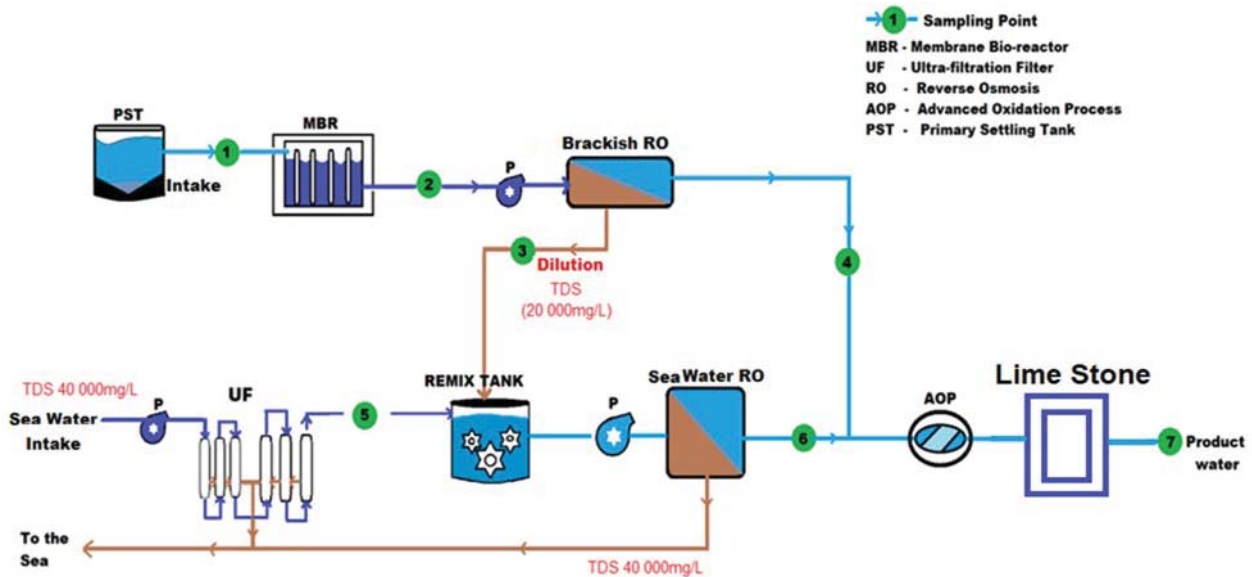 1 Sampling Point
MBR - Membrane Bio-reactor
UF - Ultra-filtration Filter
RO - Reverse Osmosis
AOP - Advanced Oxidation Process
PST - Primary Settling Tank
PST
MBR
Brackish RO
1
Intake
2
P
3
Dilution
TDS
(20 000mg/L)
4
TDS 40 000mg/L
Sea Water
Intake
P
UF
5
REMIX TANK
P
Sea Water RO
6
AOP
Lime Stone
7
Product
water
To the
Sea
TDS 40 000mg/L